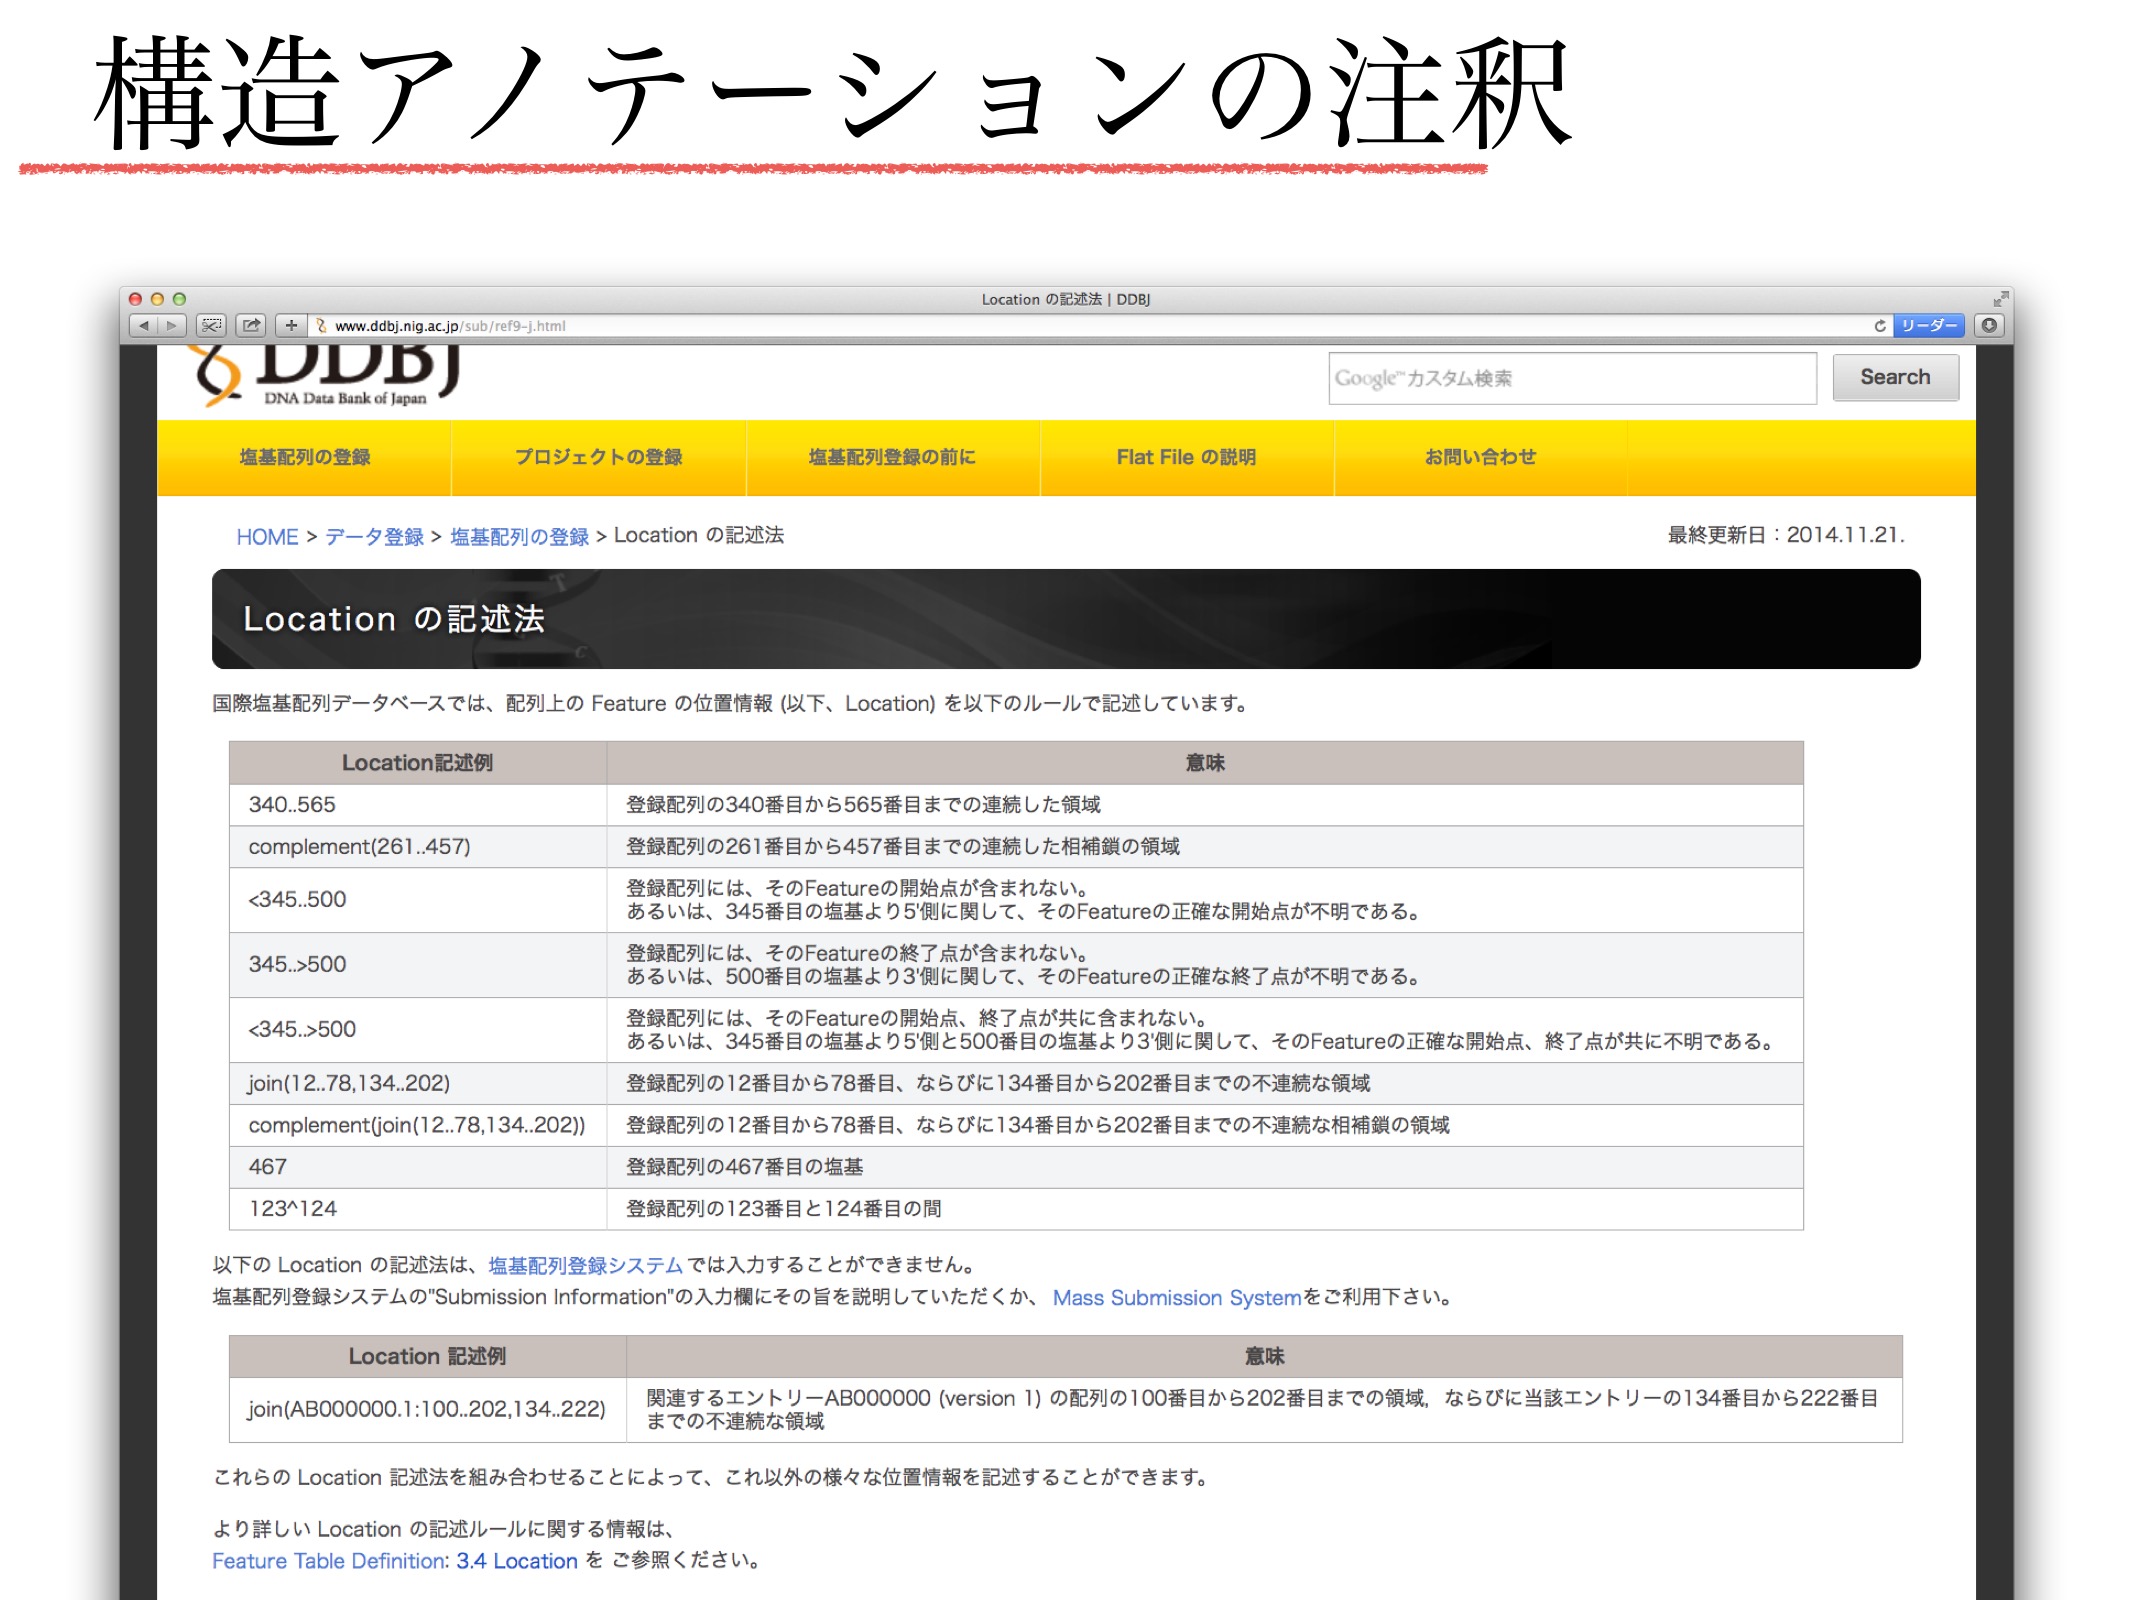 構造アノテーションの注釈
Location の記述法 | DDBJ
www.ddbj.nig.ac.jp/sub/ref9-j.html
リーダー
DDBJ
DNA Data Bank of Japan
Google™カスタム検索
Search
塩基配列の登録
プロジェクトの登録
塩基配列登録の前に
Flat File の説明
お問い合わせ
HOME > データ登録 > 塩基配列の登録 > Location の記述法
最終更新日：2014.11.21.
Location の記述法
国際塩基配列データベースでは、配列上の Feature の位置情報 (以下、Location) を以下のルールで記述しています。
Location記述例 意味
340..565 登録配列の340番目から565番目までの連続した領域
complement(261..457) 登録配列の261番目から457番目までの連続した相補鎖の領域
<345..500 登録配列には、そのFeatureの開始点が含まれない。
あるいは、345番目の塩基より5'側に関して、そのFeatureの正確な開始点が不明である。
345..>500 登録配列には、そのFeatureの終了点が含まれない。
あるいは、500番目の塩基より3'側に関して、そのFeatureの正確な終了点が不明である。
<345..>500 登録配列には、そのFeatureの開始点、終了点が共に含まれない。
あるいは、345番目の塩基より5'側と500番目の塩基より3'側に関して、そのFeatureの正確な開始点、終了点が共に不明である。
join(12..78,134..202) 登録配列の12番目から78番目、ならびに134番目から202番目までの不連続な領域
complement(join(12..78,134..202)) 登録配列の12番目から78番目、ならびに134番目から202番目までの不連続な相補鎖の領域
467 登録配列の467番目の塩基
123^124 登録配列の123番目と124番目の間
以下の Location の記述法は、塩基配列登録システムでは入力することができません。
塩基配列登録システムの"Submission Information"の入力欄にその旨を説明していただくか、 Mass Submission Systemをご利用下さい。
Location 記述例 意味
join(AB000000.1:100..202,134..222) 関連するエントリーAB000000 (version 1) の配列の100番目から202番目までの領域，ならびに当該エントリーの134番目から222番目
までの不連続な領域
これらの Location 記述法を組み合わせることによって、これ以外の様々な位置情報を記述することができます。
より詳しい Location の記述ルールに関する情報は、
Feature Table Definition: 3.4 Location を ご参照ください。